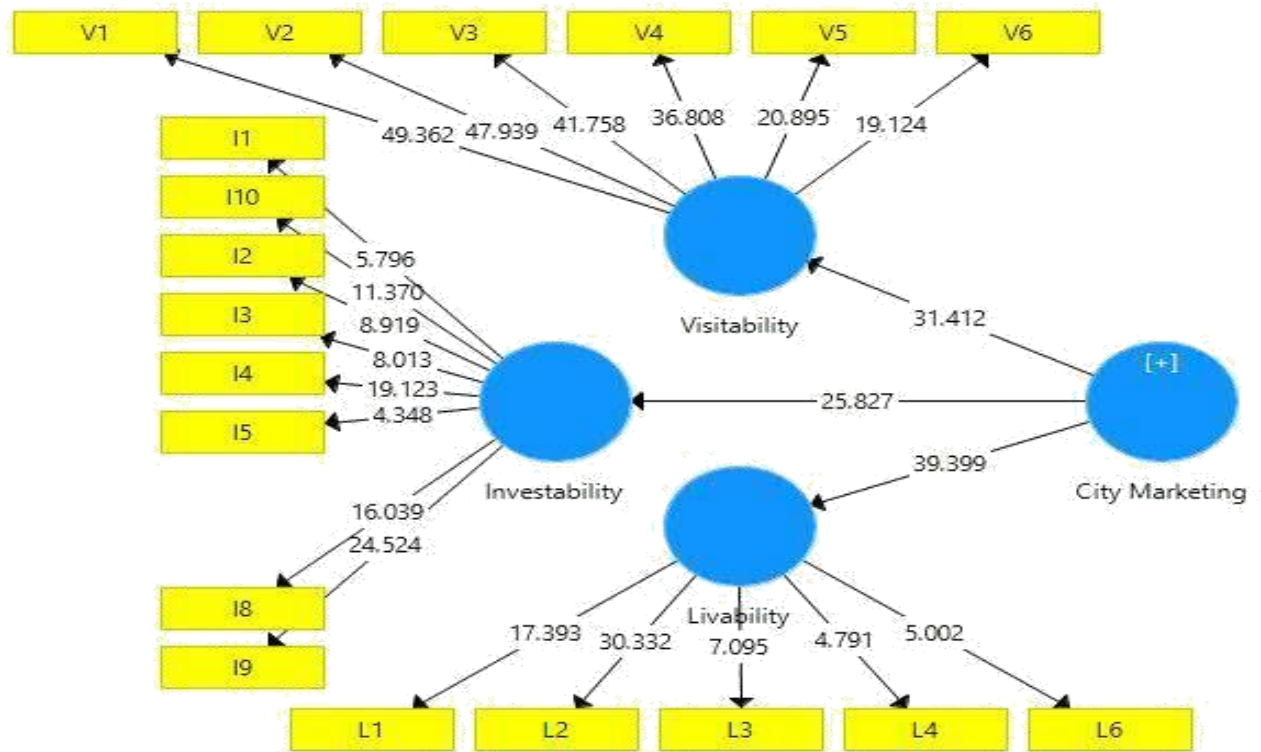 V1 V2 V3 V4 V5 V6
49.362 47.939 41.758 36.808 20.895 19.124
I1
I10
I2
I3
I4
I5
5.796
11.370
8.919
8.013
19.123
4.348
Visitability
31.412
[+]
25.827
39.399
Investability
City Marketing
16.039
24.524
I8
I9
Livability
17.393 30.332 7.095 4.791 5.002
L1 L2 L3 L4 L6